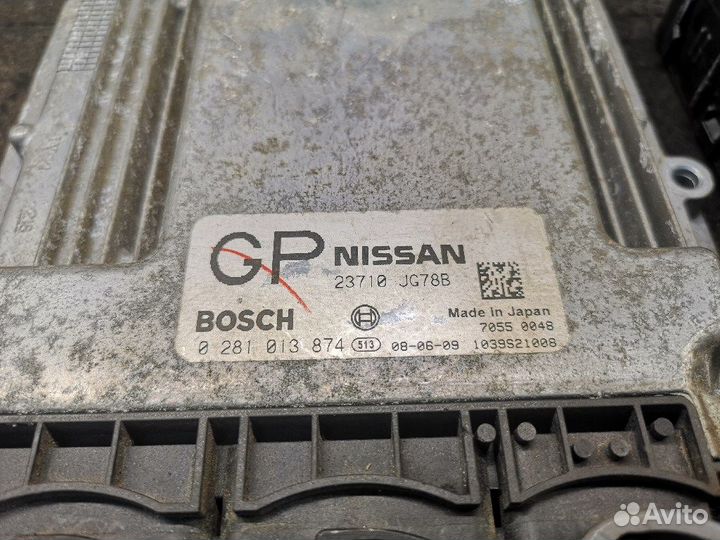 GP NISSAN
23710 JG78B
BOSCH
Made In Japan
7055 0048
0 281 013 874 513 08-06-09 1039S21008
Avito